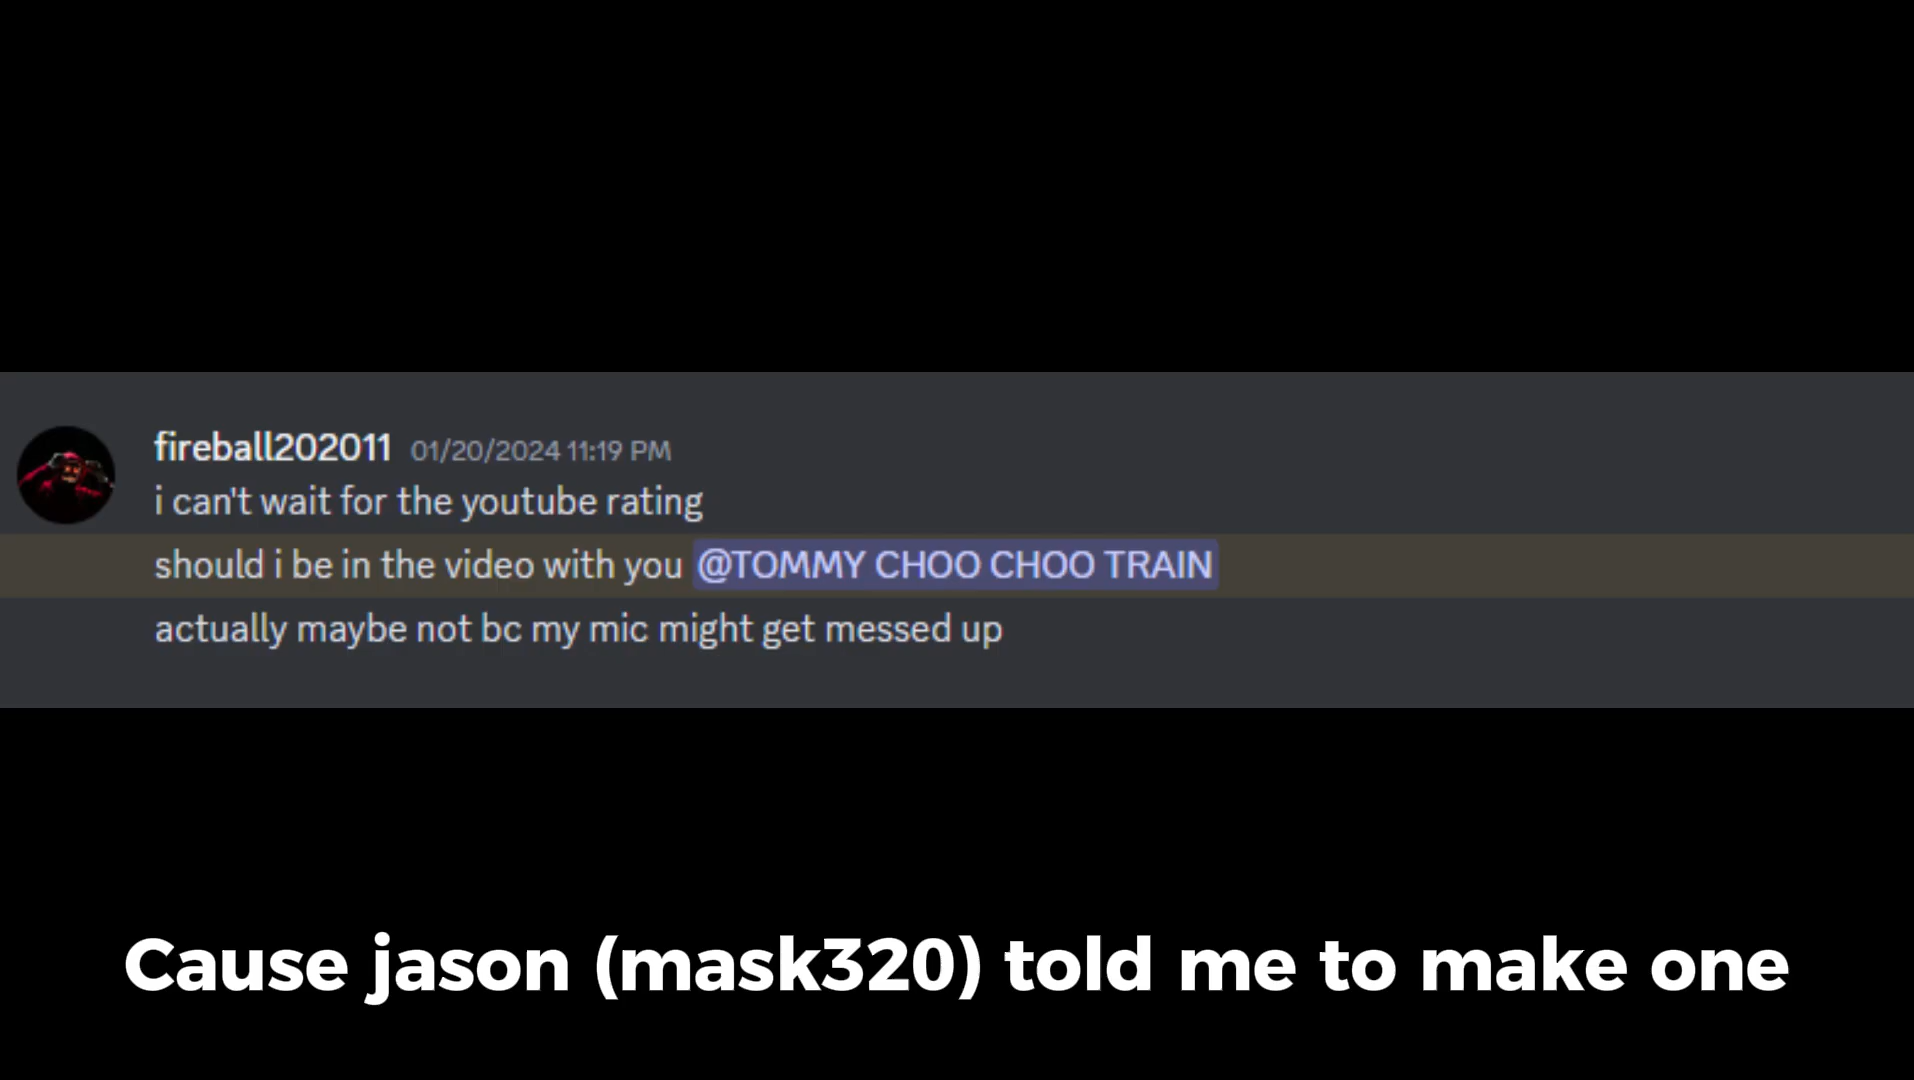 fireball202011 01/20/2024 11:19 PM
i can't wait for the youtube rating
should i be in the video with you @TOMMY CHOO CHOO TRAIN
actually maybe not bc my mic might get messed up
Cause jason (mask320) told me to make one